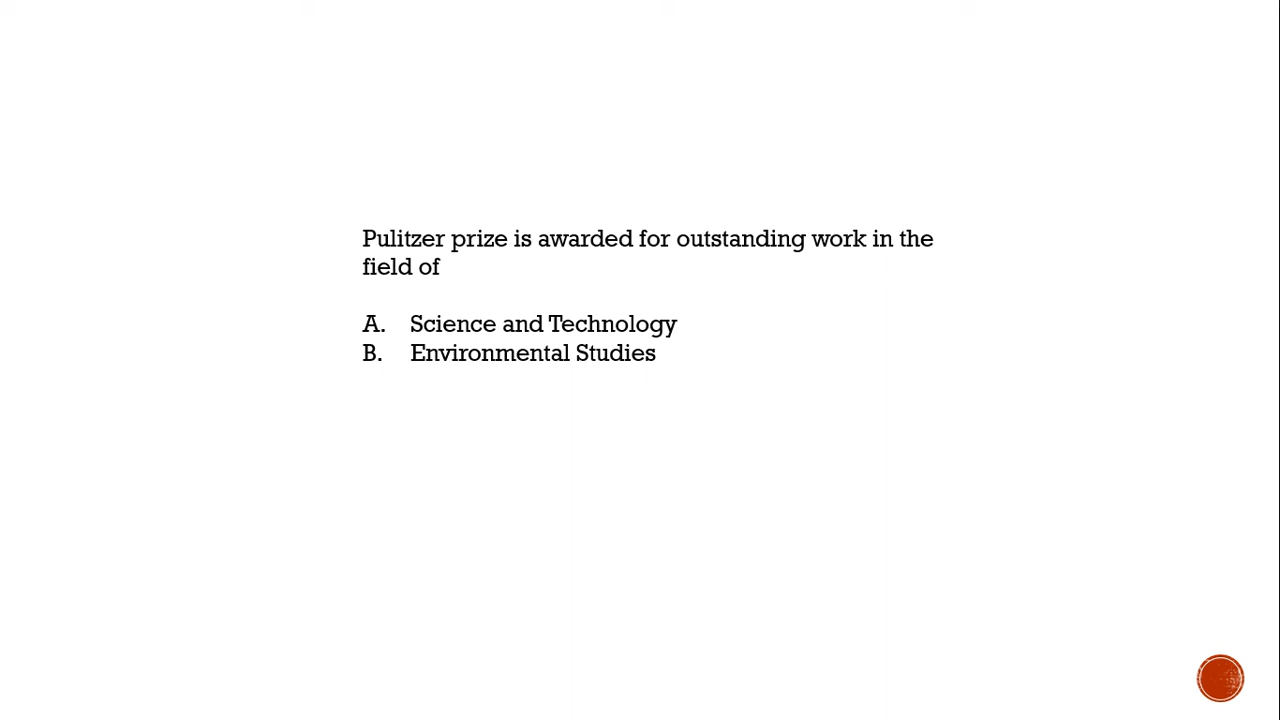 Pulitzer prize is awarded for outstanding work in the
field of
A. Science and Technology
B. Environmental Studies